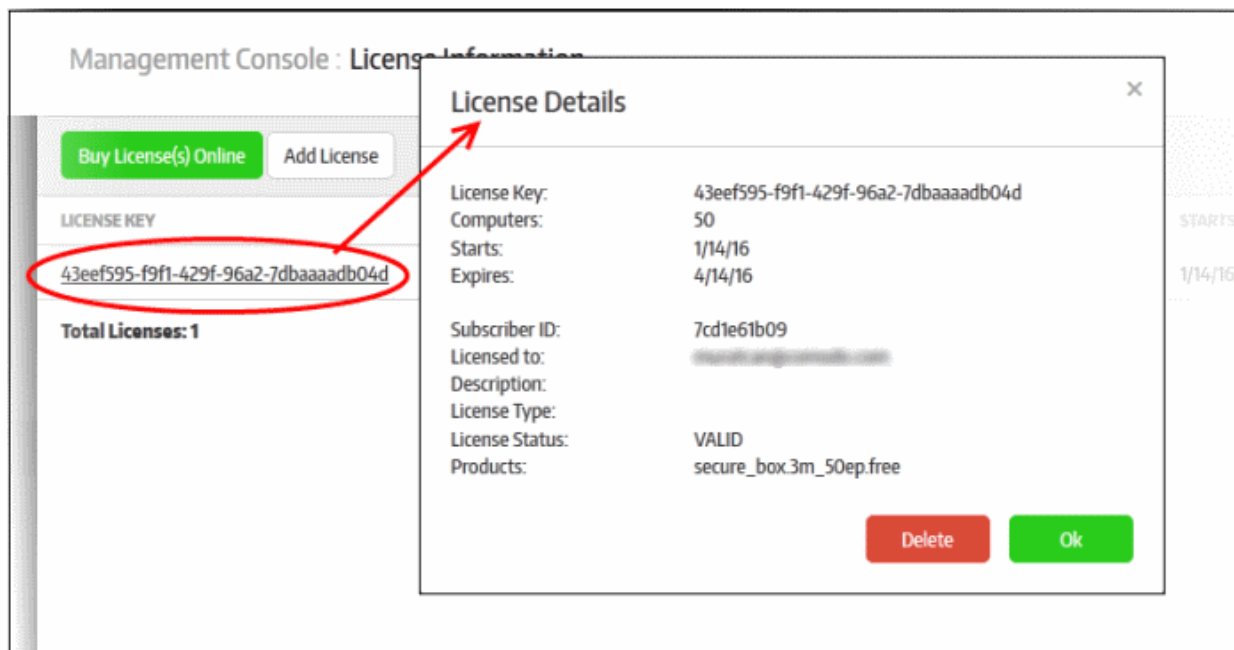 Management Console : License Information
License Details
×
Buy License(s) Online
Add License
LICENSE KEY
STARTS
43eef595-f9f1-429f-96a2-7dbaaaadb04d
1/14/16
Total Licenses: 1
License Key: 43eef595-f9f1-429f-96a2-7dbaaaadb04d
Computers: 50
Starts: 1/14/16
Expires: 4/14/16
Subscriber ID: 7cd1e61b09
Licensed to:
Description:
License Type:
License Status: VALID
Products: secure_box.3m_50ep.free
Delete
Ok